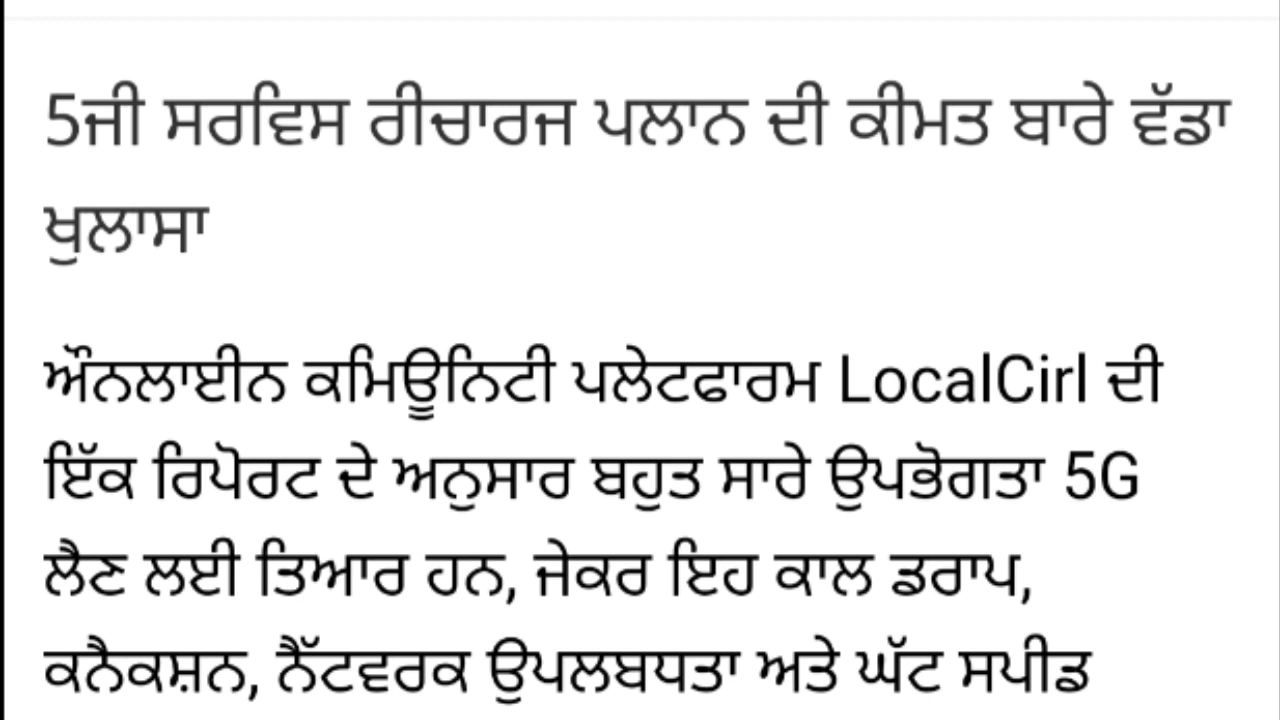 5ਜੀ ਸਰਵਿਸ ਰੀਚਾਰਜ ਪਲਾਨ ਦੀ ਕੀਮਤ ਬਾਰੇ ਵੱਡਾ
ਖੁਲਾਸਾ
ਔਨਲਾਈਨ ਕਮਿਊਨਿਟੀ ਪਲੇਟਫਾਰਮ LocalCirl ਦੀ
ਇੱਕ ਰਿਪੋਰਟ ਦੇ ਅਨੁਸਾਰ ਬਹੁਤ ਸਾਰੇ ਉਪਭੋਗਤਾ 5G
ਲੈਣ ਲਈ ਤਿਆਰ ਹਨ, ਜੇਕਰ ਇਹ ਕਾਲ ਡਰਾਪ,
ਕਨੈਕਸ਼ਨ, ਨੈੱਟਵਰਕ ਉਪਲਬਧਤਾ ਅਤੇ ਘੱਟ ਸਪੀਡ